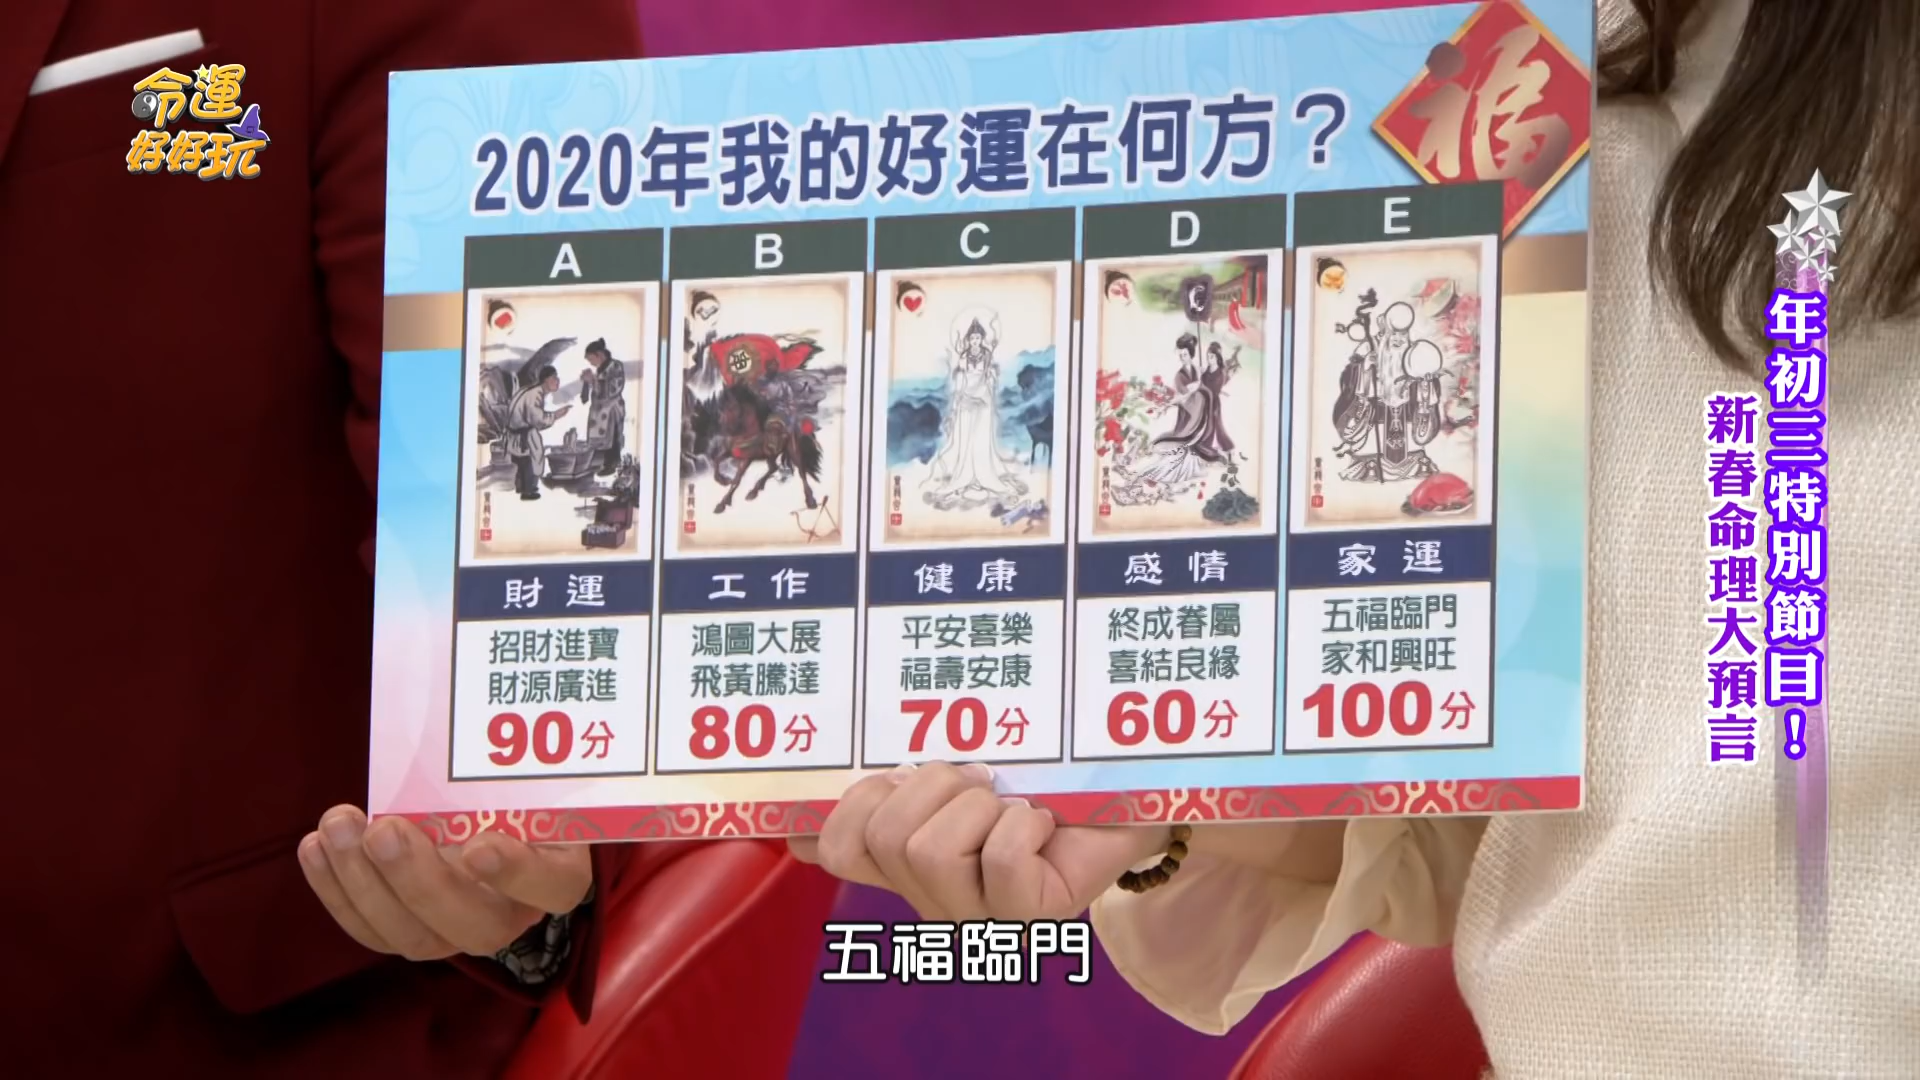 命運
好好玩
2020年我的好運在何方？
福
A
B
C
D
E
財運
工作
健康
感情
家運
招財進寶
財源廣進
90分
鴻圖大展
飛黃騰達
80分
平安喜樂
福壽安康
70分
終成眷屬
喜結良緣
60分
五福臨門
家和興旺
100分
年初三特別節目！
新春命理大預言
五福臨門